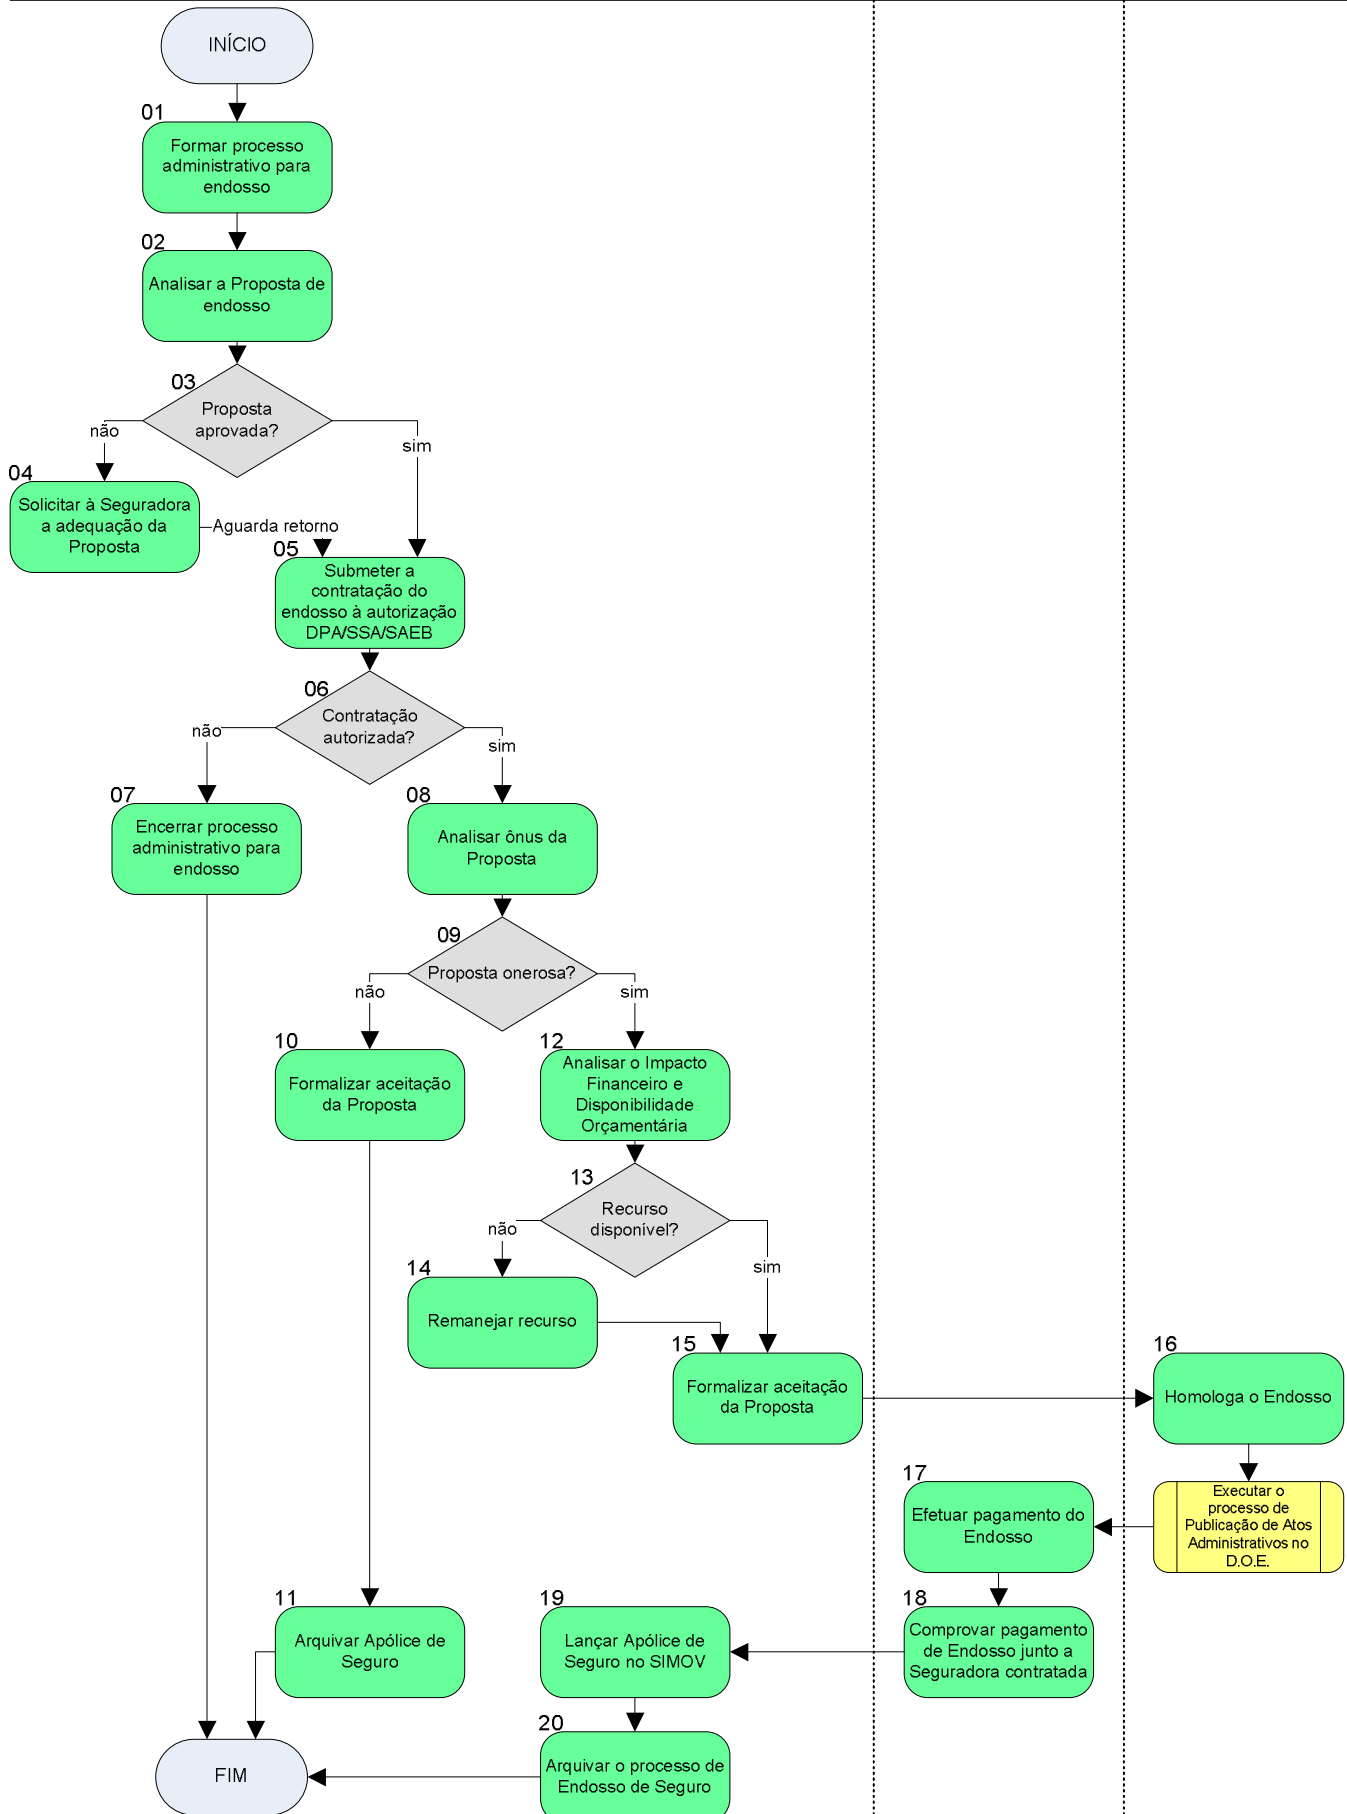 INÍCIO
01
Formar processo
administrativo para
endosso
02
Analisar a Proposta de
endosso
03
Proposta
aprovada?
não
sim
04
Solicitar à Seguradora
a adequação da
Proposta
Aguarda retorno
05
Submeter a
contratação do
endosso à autorização
DPA/SSA/SAEB
06
Contratação
autorizada?
não
sim
07
Encerrar processo
administrativo para
endosso
08
Analisar ônus da
Proposta
09
Proposta onerosa?
não
sim
10
Formalizar aceitação
da Proposta
12
Analisar o Impacto
Financeiro e
Disponibilidade
Orçamentária
13
Recurso
disponível?
não
sim
14
Remanejar recurso
15
Formalizar aceitação
da Proposta
16
Homologa o Endosso
Executar o
processo de
Publicação de Atos
Administrativos no
D.O.E.
17
Efetuar pagamento do
Endosso
18
Comprovar pagamento
de Endosso junto a
Seguradora contratada
11
Arquivar Apólice de
Seguro
19
Lançar Apólice de
Seguro no SIMOV
20
Arquivar o processo de
Endosso de Seguro
FIM